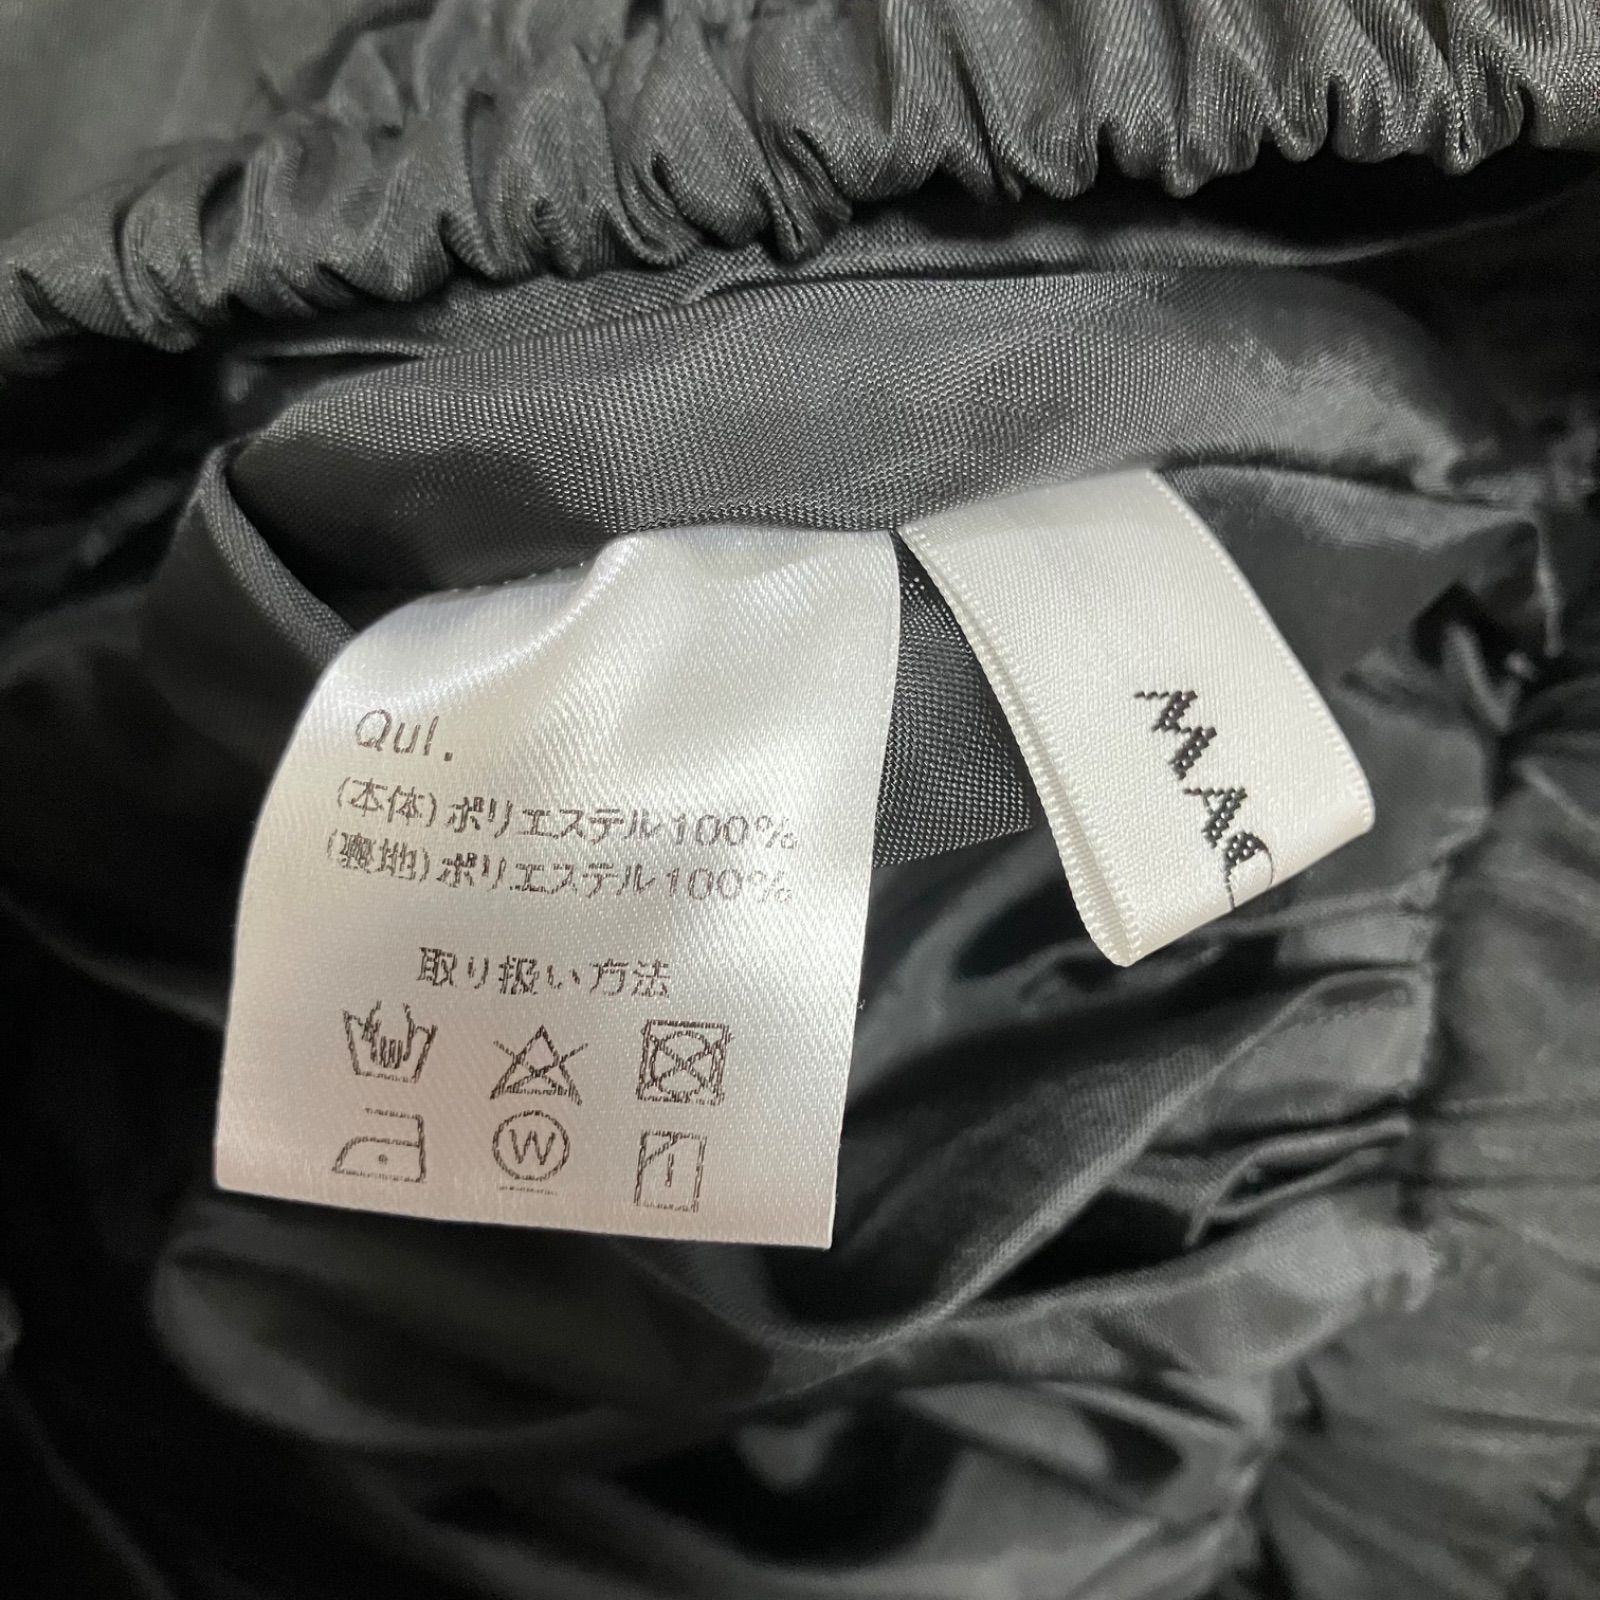 Qul.
(本体)ポリエステル100%
(裏地)ポリエステル100%
取り扱い方法
W